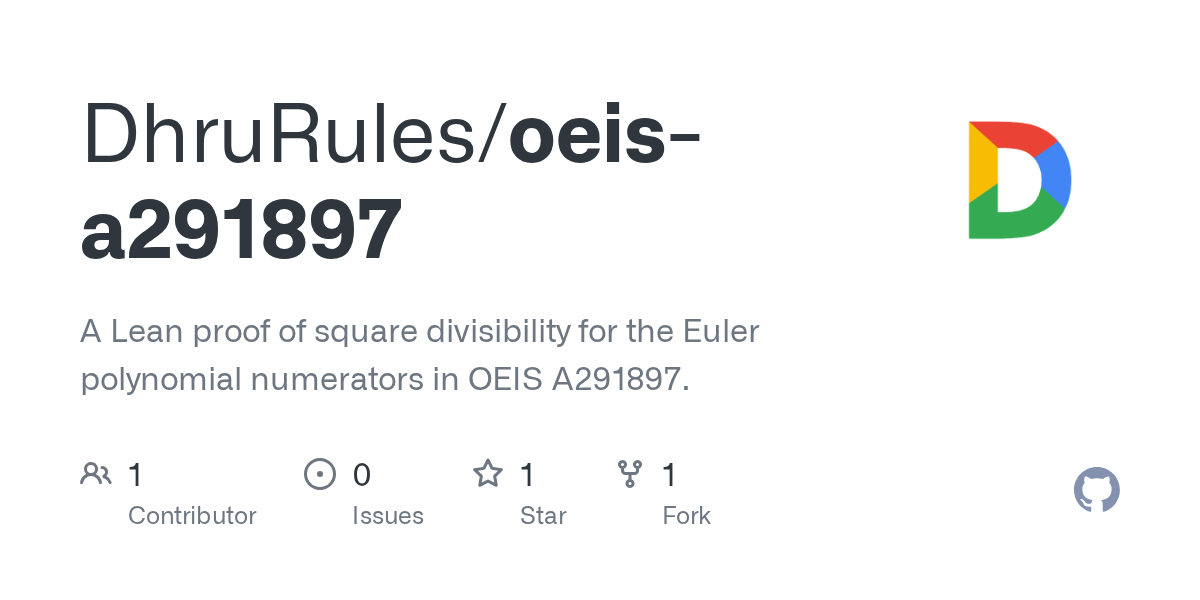 DhruRules/oeis-
a291897
A Lean proof of square divisibility for the Euler
polynomial numerators in OEIS A291897.
1 0 1 1
Contributor Issues Star Fork
D